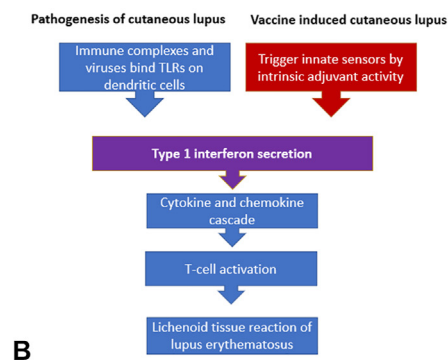 Pathogenesis of cutaneous lupus
Vaccine induced cutaneous lupus
Immune complexes and
viruses bind TLRs on
dendritic cells
Trigger innate sensors by
intrinsic adjuvant activity
Type 1 interferon secretion
Cytokine and chemokine
cascade
T-cell activation
Lichenoid tissue reaction of
lupus erythematosus
B